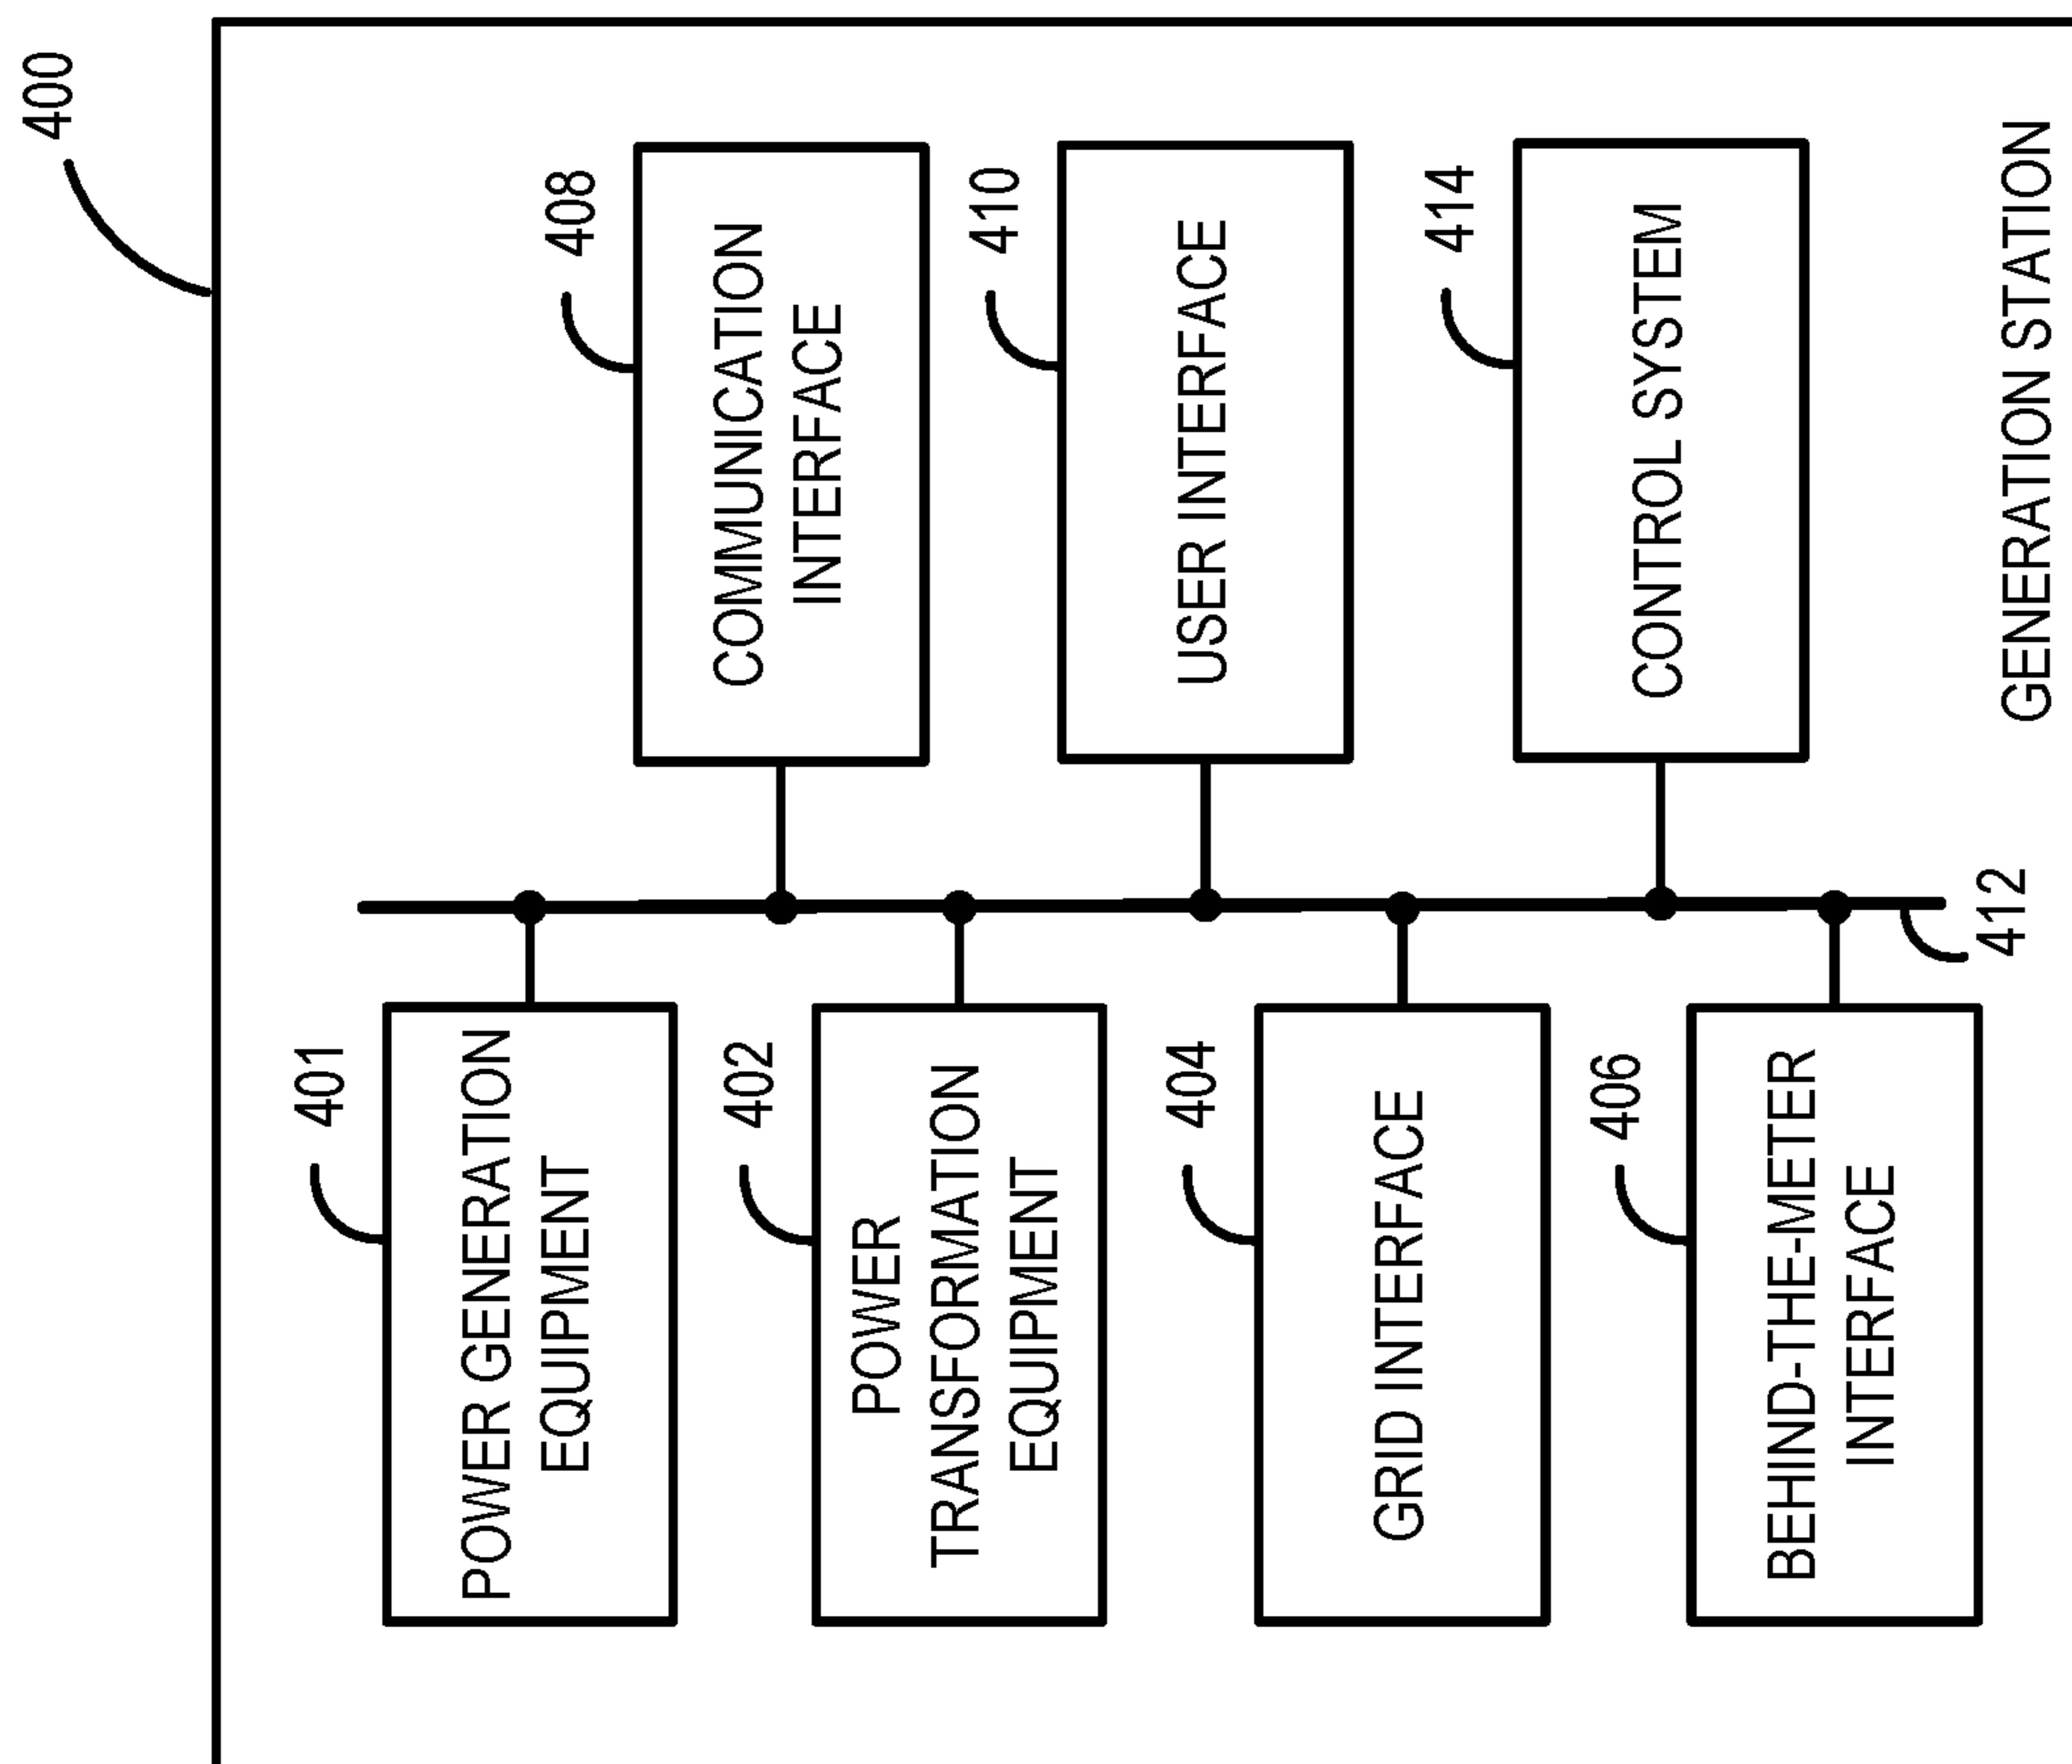 400
401
POWER GENERATION
EQUIPMENT
408
COMMUNICATION
INTERFACE
402
POWER
TRANSFORMATION
EQUIPMENT
410
USER INTERFACE
404
GRID INTERFACE
414
CONTROL SYSTEM
406
BEHIND-THE-METER
INTERFACE
412
GENERATION STATION